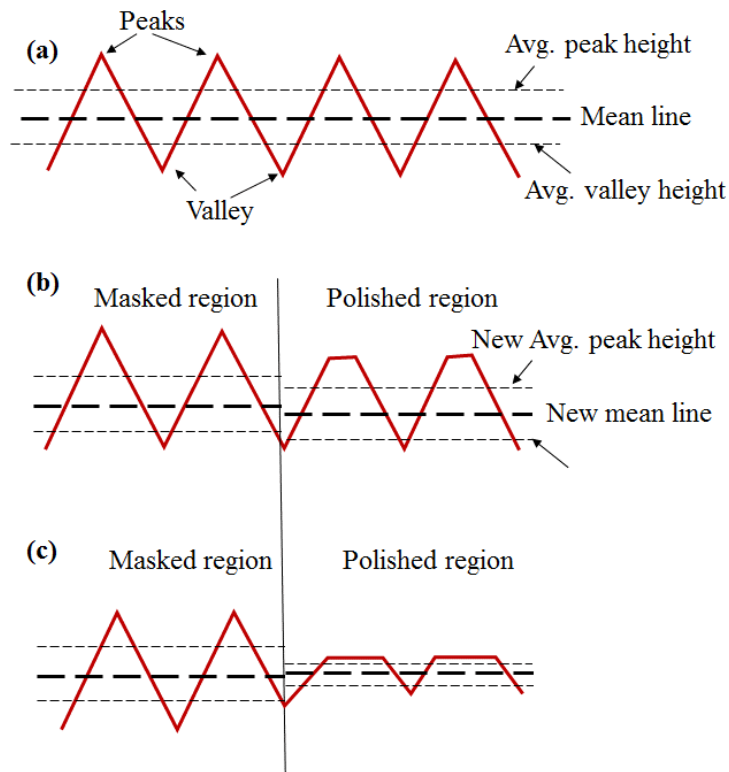 Peaks
(a)
Avg. peak height
Mean line
Valley
Avg. valley height
(b)
Masked region
Polished region
New Avg. peak height
New mean line
(c)
Masked region
Polished region